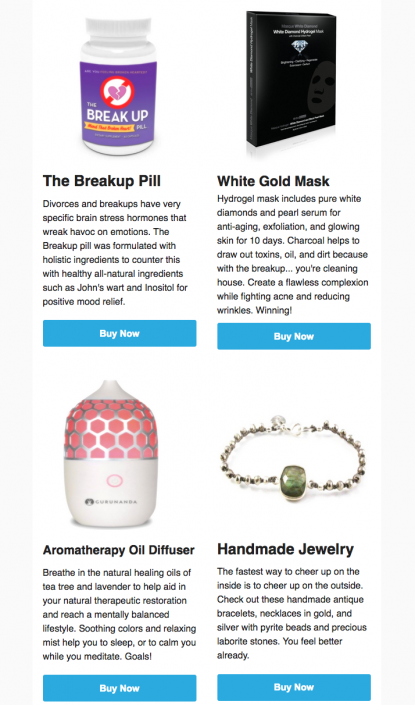 THE
BREAK UP
PILL
White Diamond Hydrogel Mask
The Breakup Pill
Divorces and breakups have very
specific brain stress hormones that
wreak havoc on emotions. The
Breakup pill was formulated with
holistic ingredients to counter this
with healthy all-natural ingredients
such as John's wart and Inositol for
positive mood relief.
Buy Now
White Gold Mask
Hydrogel mask includes pure white
diamonds and pearl serum for
anti-aging, exfoliation, and glowing
skin for 10 days. Charcoal helps to
draw out toxins, oil, and dirt because
with the breakup... you're cleaning
house. Create a flawless complexion
while fighting acne and reducing
wrinkles. Winning!
Buy Now
GURUNANDA
Aromatherapy Oil Diffuser
Breathe in the natural healing oils of
tea tree and lavender to help aid in
your natural therapeutic restoration
and reach a mentally balanced
lifestyle. Soothing colors and relaxing
mist help you to sleep, or to calm you
while you meditate. Goals!
Buy Now
Handmade Jewelry
The fastest way to cheer up on the
inside is to cheer up on the outside.
Check out these handmade antique
bracelets, necklaces in gold, and
silver with pyrite beads and precious
laborite stones. You feel better
already.
Buy Now